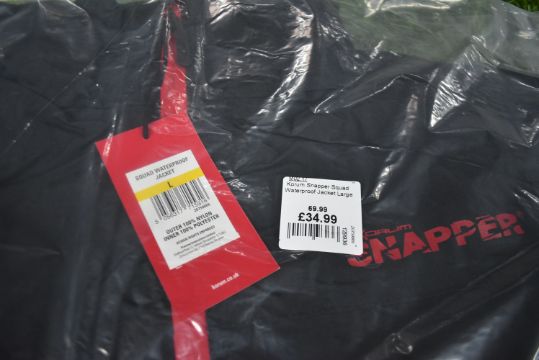 SQUAD WATERPROOF
JACKET
L
OUTER 100% NYLON
INNER 100% POLYESTER
korum.co.uk
Korum Snapper Squad
Waterproof Jacket Large
69.99
£34.99
KORUM
SNAPPER